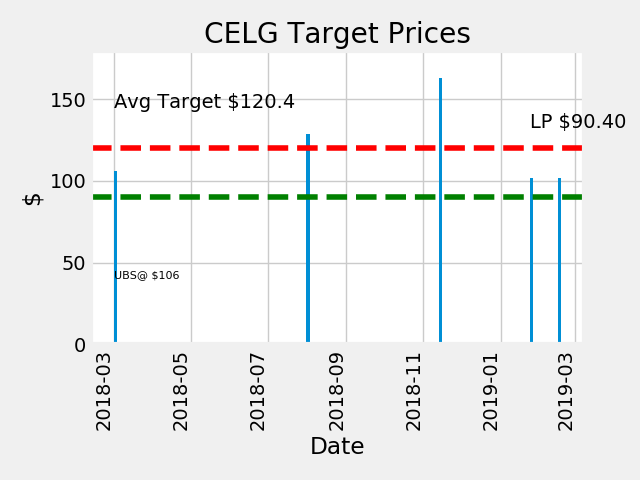 CELG Target Prices
Avg Target $120.4
LP $90.40
UBS@ $106
$
150
100
50
0
2018-03
2018-05
2018-07
2018-09
2018-11
2019-01
2019-03
Date